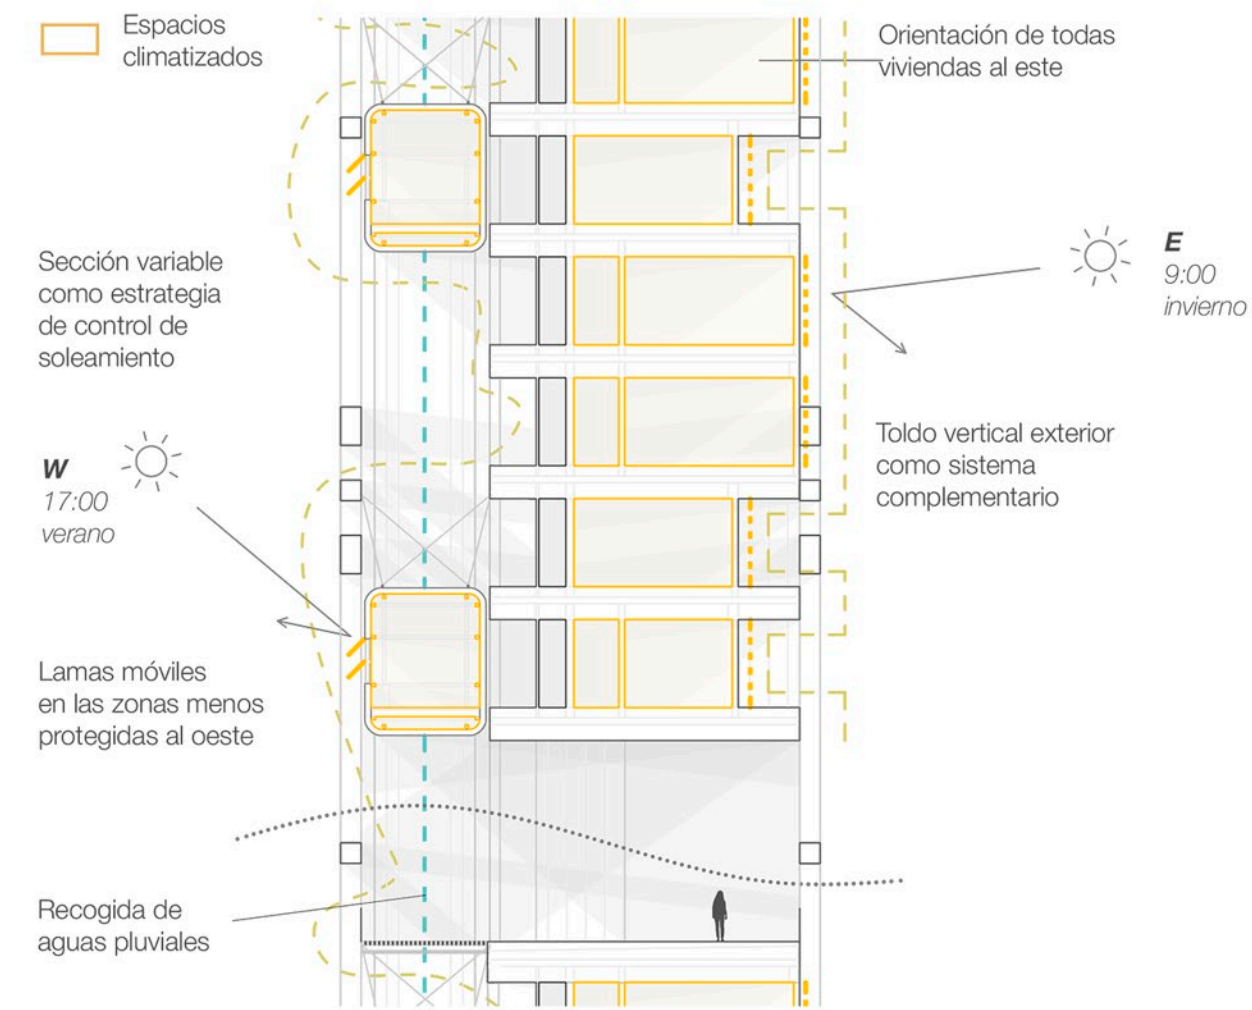 Espacios
climatizados
Orientación de todas
viviendas al este
E
9:00
invierno
Sección variable
como estrategia
de control de
soleamiento
Toldo vertical exterior
como sistema
complementario
W
17:00
verano
Lamas móviles
en las zonas menos
protegidas al oeste
Recogida de
aguas pluviales